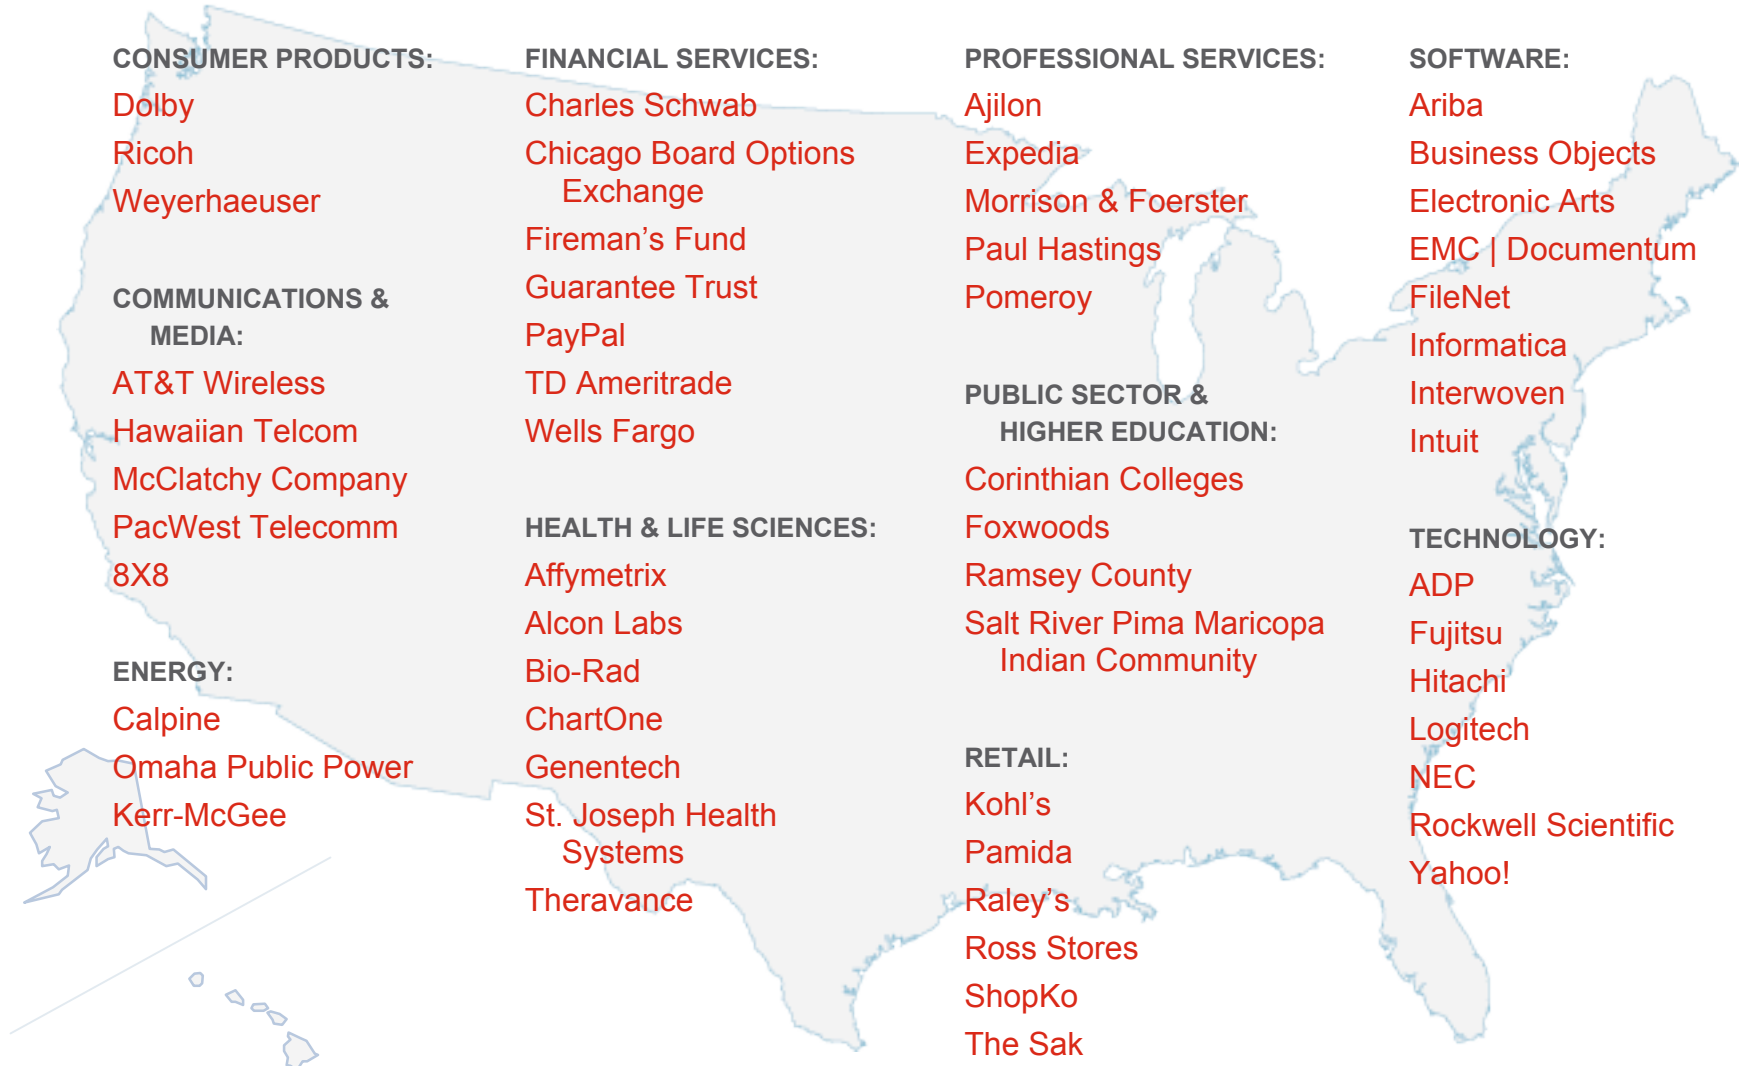 CONSUMER PRODUCTS:
Dolby
Ricoh
Weyerhaeuser
COMMUNICATIONS &
MEDIA:
AT&T Wireless
Hawaiian Telcom
McClatchy Company
PacWest Telecomm
8X8
ENERGY:
Calpine
Omaha Public Power
Kerr-McGee
FINANCIAL SERVICES:
Charles Schwab
Chicago Board Options
Exchange
Fireman’s Fund
Guarantee Trust
PayPal
TD Ameritrade
Wells Fargo
HEALTH & LIFE SCIENCES:
Affymetrix
Alcon Labs
Bio-Rad
ChartOne
Genentech
St. Joseph Health
Systems
Theravance
PROFESSIONAL SERVICES:
Ajilon
Expedia
Morrison & Foerster
Paul Hastings
Pomeroy
PUBLIC SECTOR &
HIGHER EDUCATION:
Corinthian Colleges
Foxwoods
Ramsey County
Salt River Pima Maricopa
Indian Community
RETAIL:
Kohl’s
Pamida
Raley’s
Ross Stores
ShopKo
The Sak
SOFTWARE:
Ariba
Business Objects
Electronic Arts
EMC | Documentum
FileNet
Informatica
Interwoven
Intuit
TECHNOLOGY:
ADP
Fujitsu
Hitachi
Logitech
NEC
Rockwell Scientific
Yahoo!